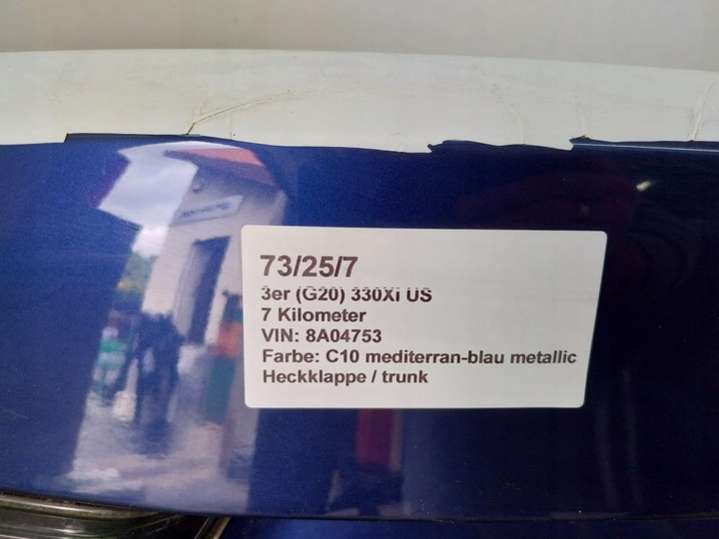 73/25/7
3er (G20) 330Xi US
7 Kilometer
VIN: 8A04753
Farbe: C10 mediterran-blau metallic
Heckklappe / trunk